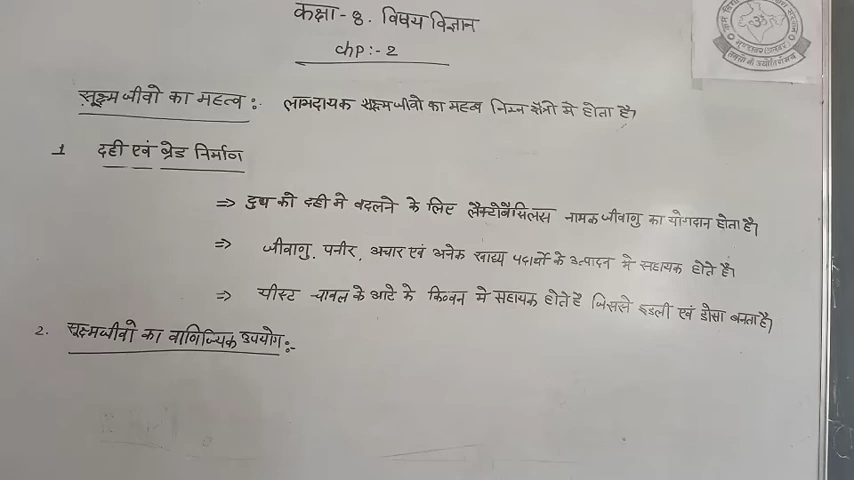 कक्षा - 8. विषय विज्ञान
chp :- 2
सूक्ष्म जीवो का महत्व :- लाभदायक सूक्ष्म जीवो का महत्व निम्न क्षैत्रो मे होता है।
1 दही एवं ब्रेड निर्माण
⇒ दुध को दही मे बदलने के लिए लैक्टोबैसिलस नामक जीवाणु का योगदान होता है।
⇒ जीवाणु, पनीर, अचार एवं अनेक खाद्य पदार्थो के उत्पादन मे सहायक होते है।
⇒ यीस्ट चावल के आटे के किण्वन मे सहायक होते है जिससे इडली एवं डोसा बनता है।
2. सूक्ष्मजीवो का वाणिज्यिक उपयोग :-